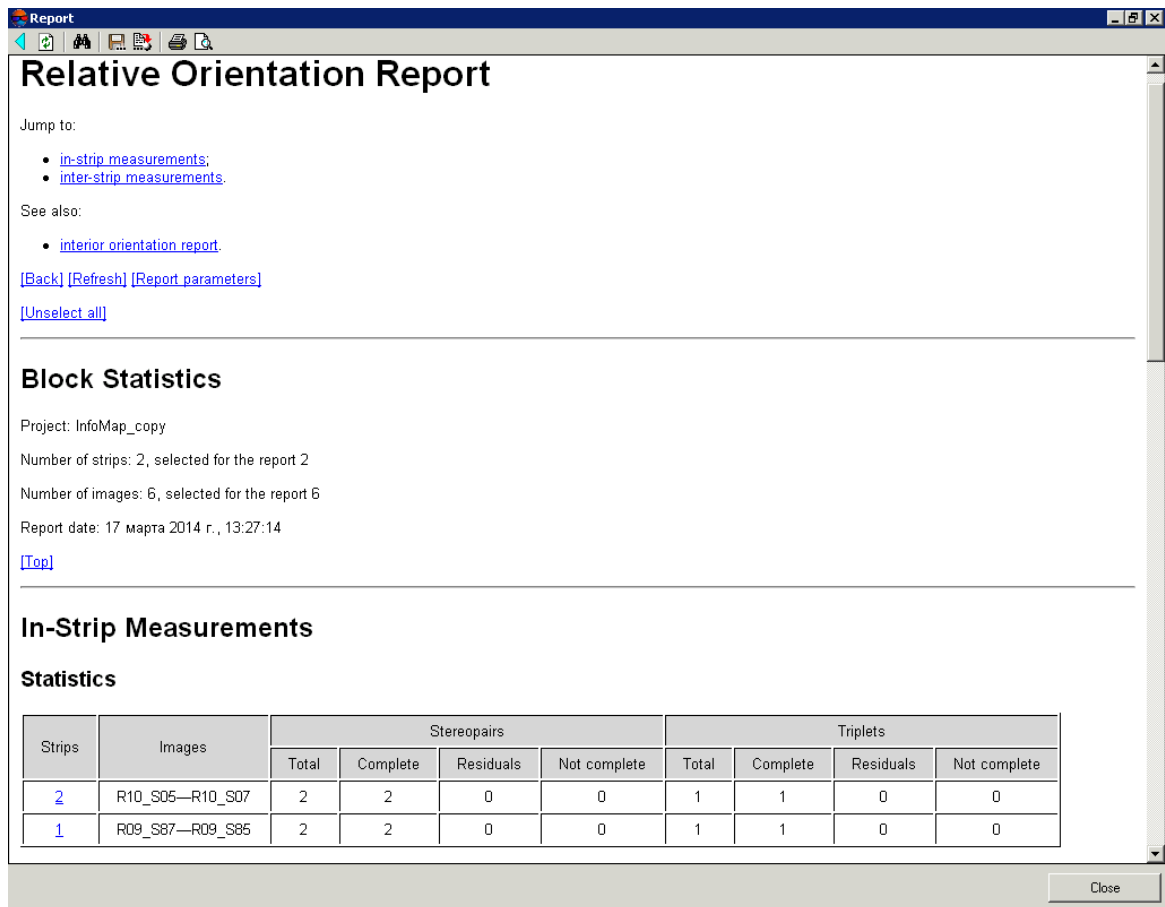 Report
Relative Orientation Report
Jump to:
in-strip measurements;
inter-strip measurements.
See also:
interior orientation report.
[Back] [Refresh] [Report parameters]
[Unselect all]
Block Statistics
Project: InfoMap_copy
Number of strips: 2, selected for the report 2
Number of images: 6, selected for the report 6
Report date: 17 марта 2014 г., 13:27:14
[Top]
In-Strip Measurements
Statistics
Strips Images Stereopairs Triplets
Total Complete Residuals Not complete Total Complete Residuals Not complete
2 R10_S05—R10_S07 2 2 0 0 1 1 0 0
1 R09_S87—R09_S85 2 2 0 0 1 1 0 0
Close